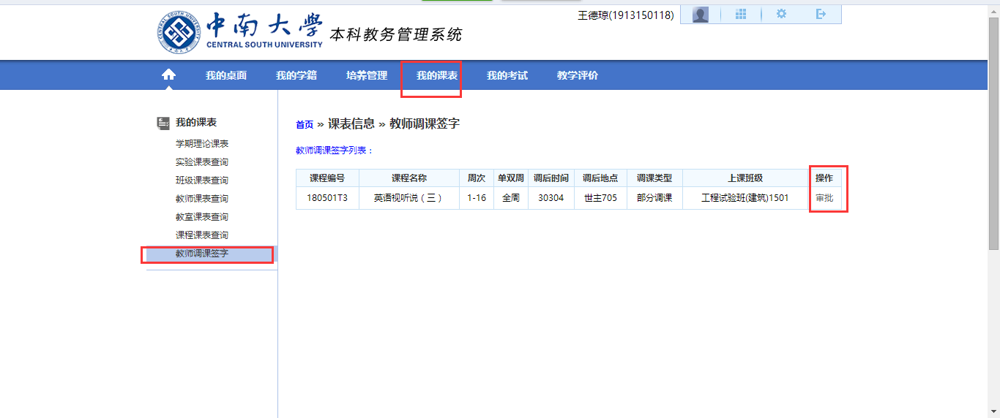 中南大学
CENTRAL SOUTH UNIVERSITY
本科教务管理系统
王德琼(1913150118)
我的桌面 我的学籍 培养管理 我的课表 我的考试 教学评价
我的课表
学期理论课表
实验课表查询
班级课表查询
教师课表查询
教室课表查询
课程课表查询
教师调课签字
首页 » 课表信息 » 教师调课签字
教师调课签字列表：
课程编号 课程名称 周次 单双周 调后时间 调后地点 调课类型 上课班级 操作
180501T3 英语视听说（三） 1-16 全周 30304 世主705 部分调课 工程试验班(建筑)1501 审批